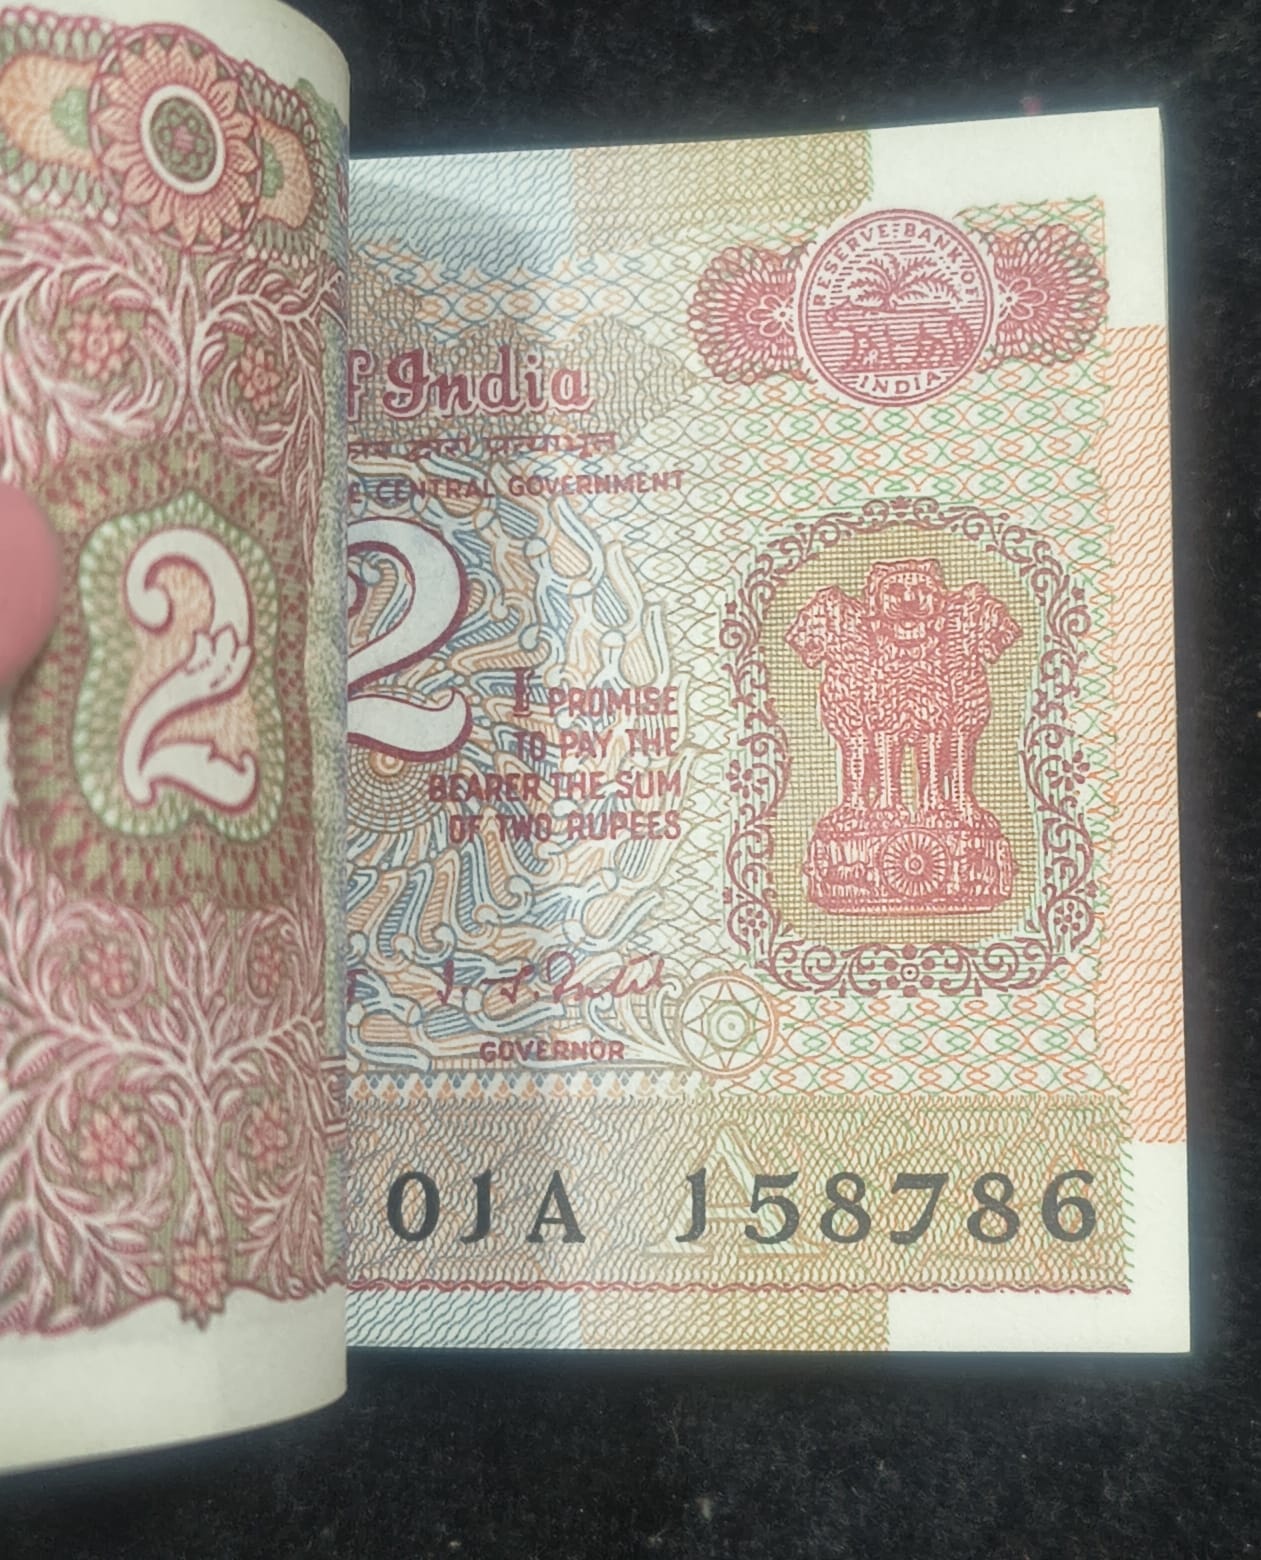 RESERVE BANK OF
INDIA
f India
E CENTRAL GOVERNMENT
2
2
I PROMISE
TO PAY THE
BEARER THE SUM
OF TWO RUPEES
GOVERNOR
A
01A 158786